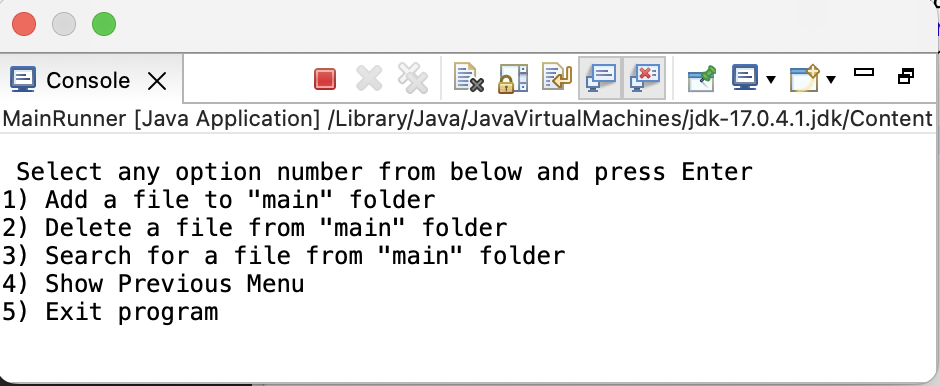 Console
MainRunner [Java Application] /Library/Java/JavaVirtualMachines/jdk-17.0.4.1.jdk/Content
Select any option number from below and press Enter
1) Add a file to "main" folder
2) Delete a file from "main" folder
3) Search for a file from "main" folder
4) Show Previous Menu
5) Exit program